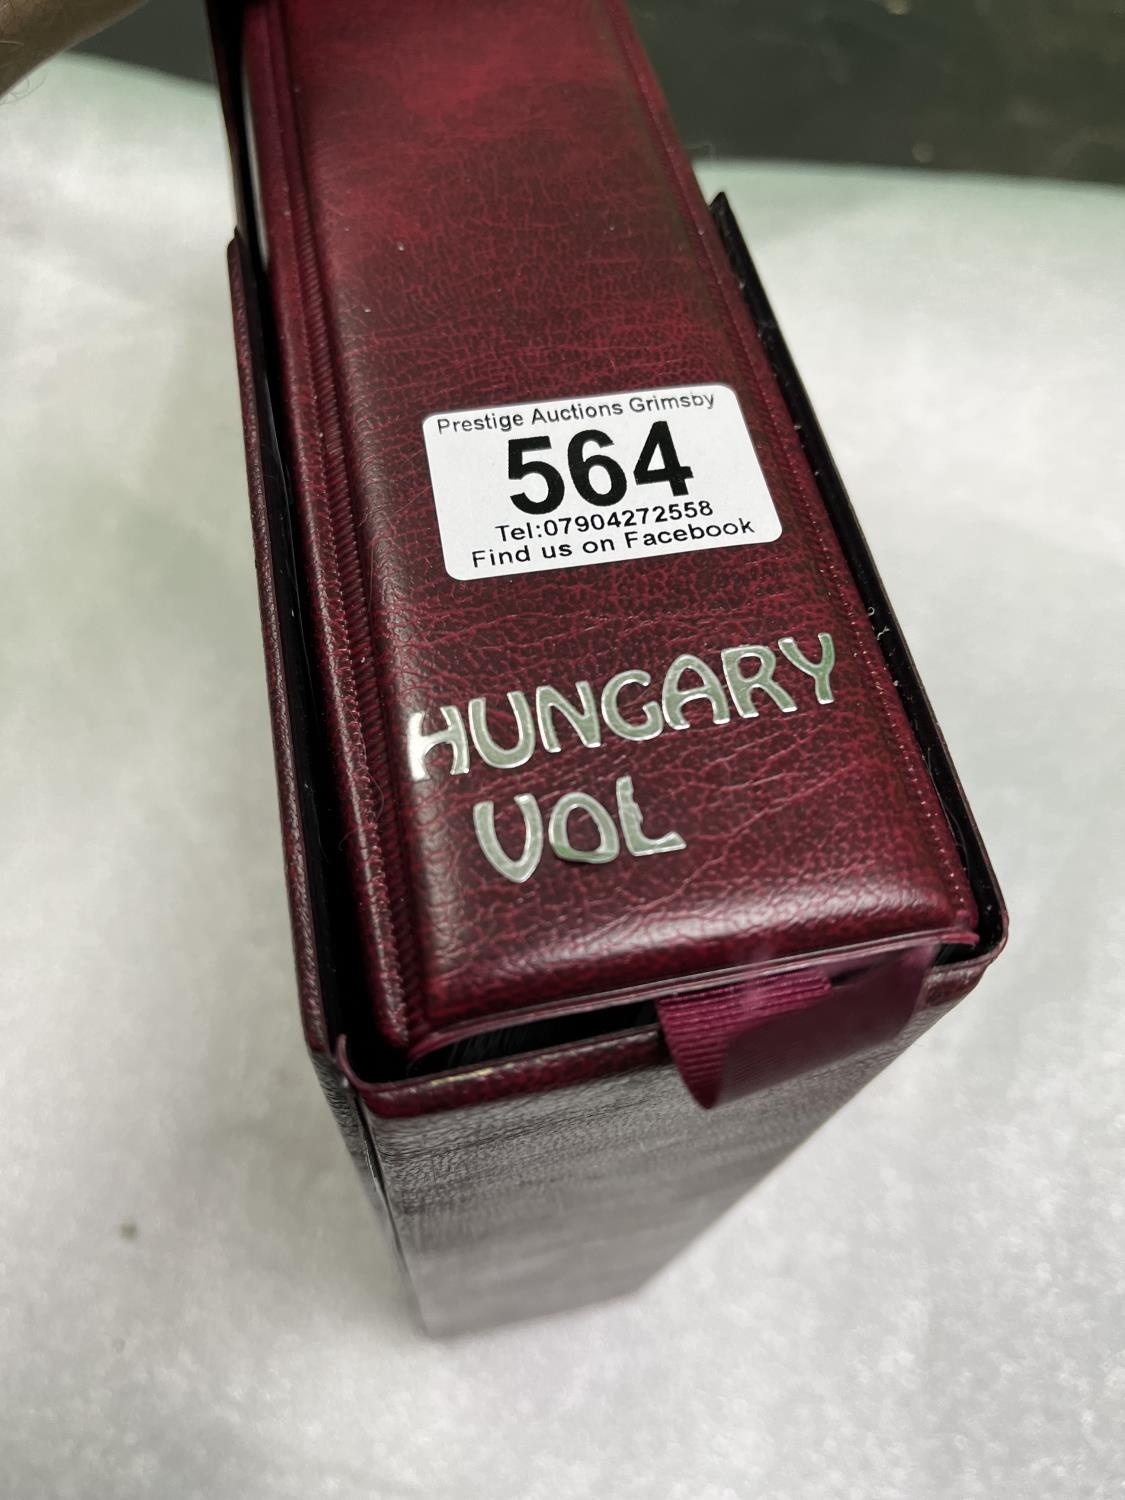 Prestige Auctions Grimsby
564
Tel:07904272558
Find us on Facebook
HUNGARY
VOL